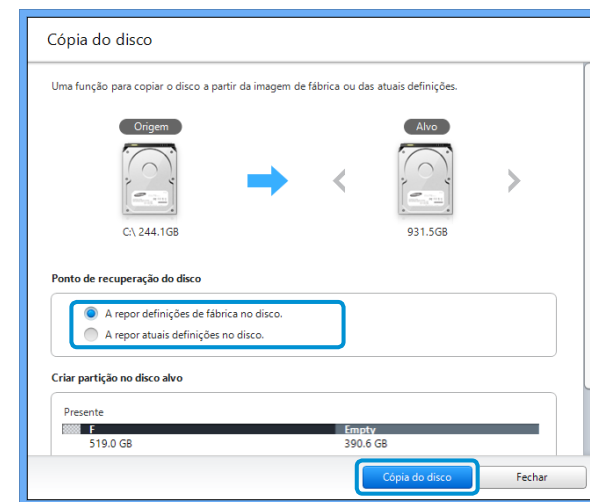 Cópia do disco
Uma função para copiar o disco a partir da imagem de fábrica ou das atuais definições.
Origem
Alvo
C:\ 244.1GB
931.5GB
Ponto de recuperação do disco
A repor definições de fábrica no disco.
A repor atuais definições no disco.
Criar partição no disco alvo
Presente
F
Empty
519.0 GB
390.6 GB
Cópia do disco
Fechar